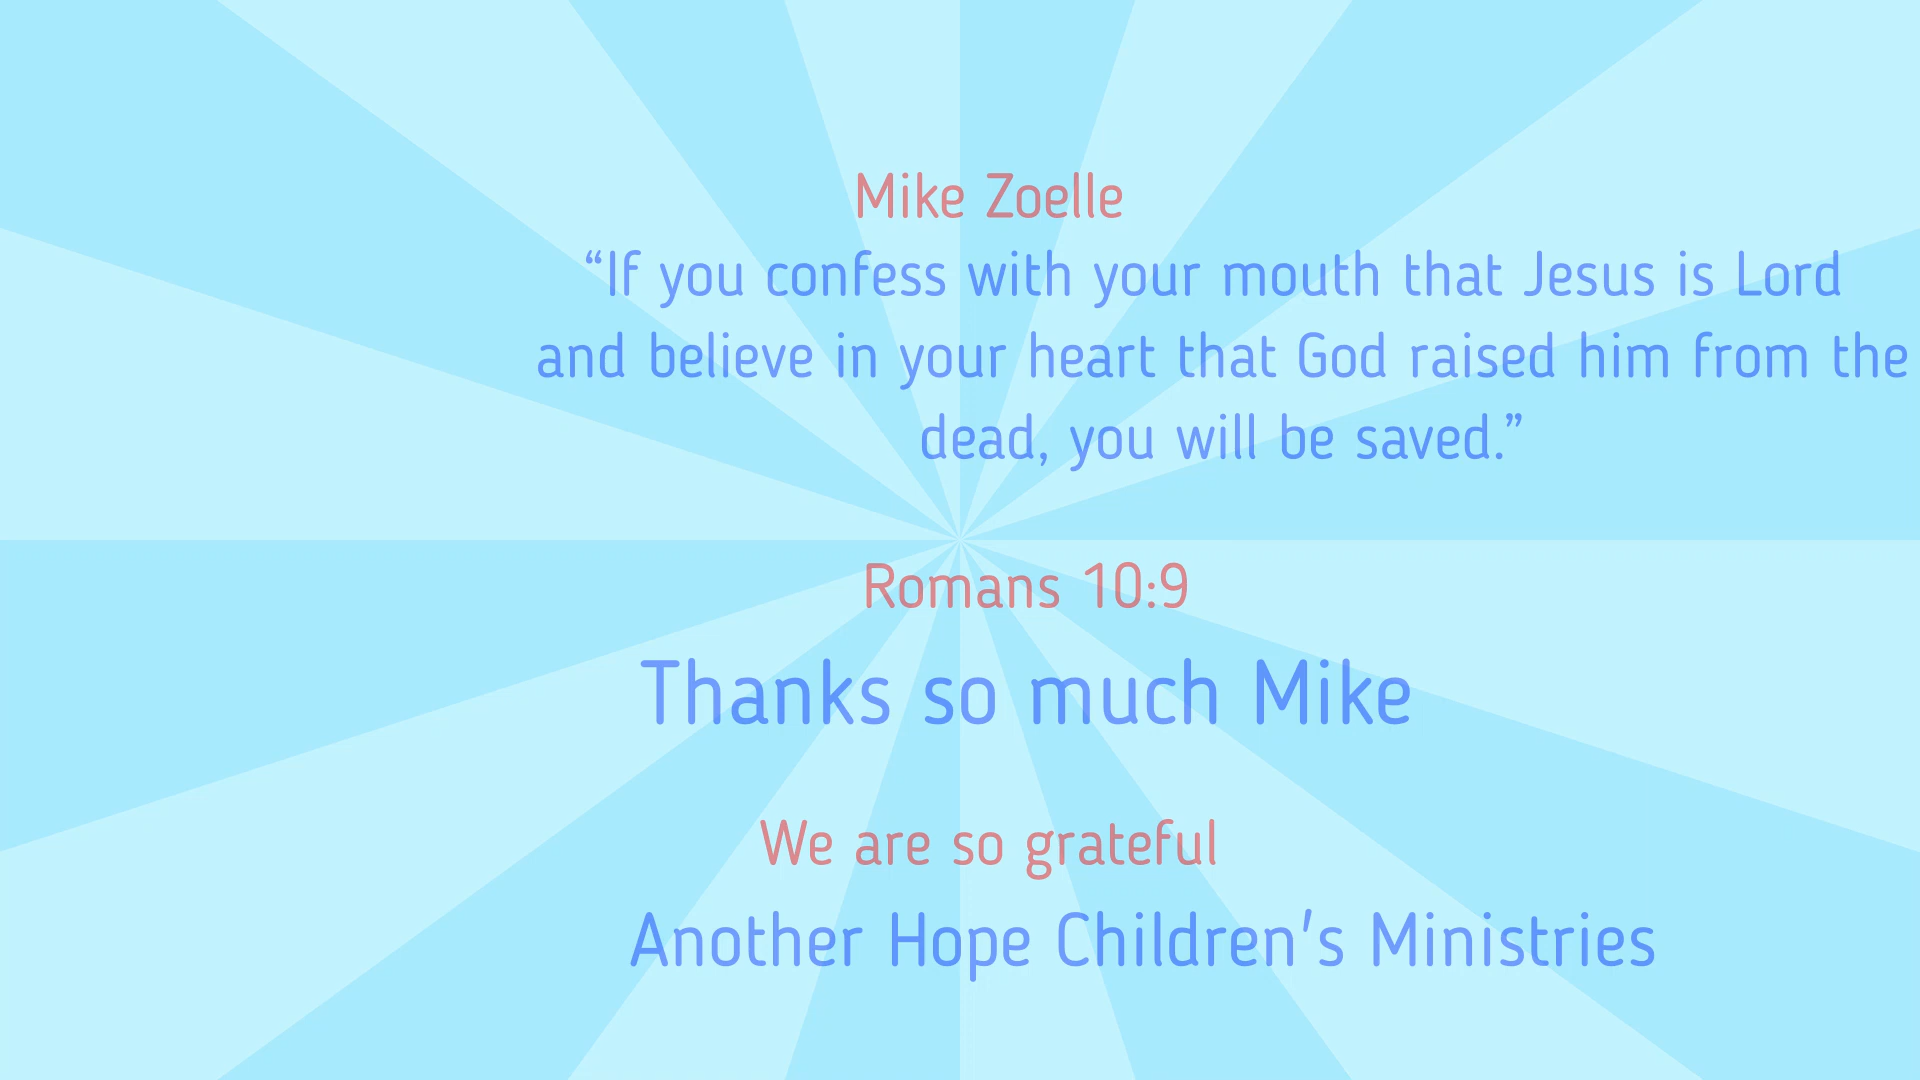 Mike Zoelle
“If you confess with your mouth that Jesus is Lord
and believe in your heart that God raised him from the
dead, you will be saved.”
Romans 10:9
Thanks so much Mike
We are so grateful
Another Hope Children's Ministries